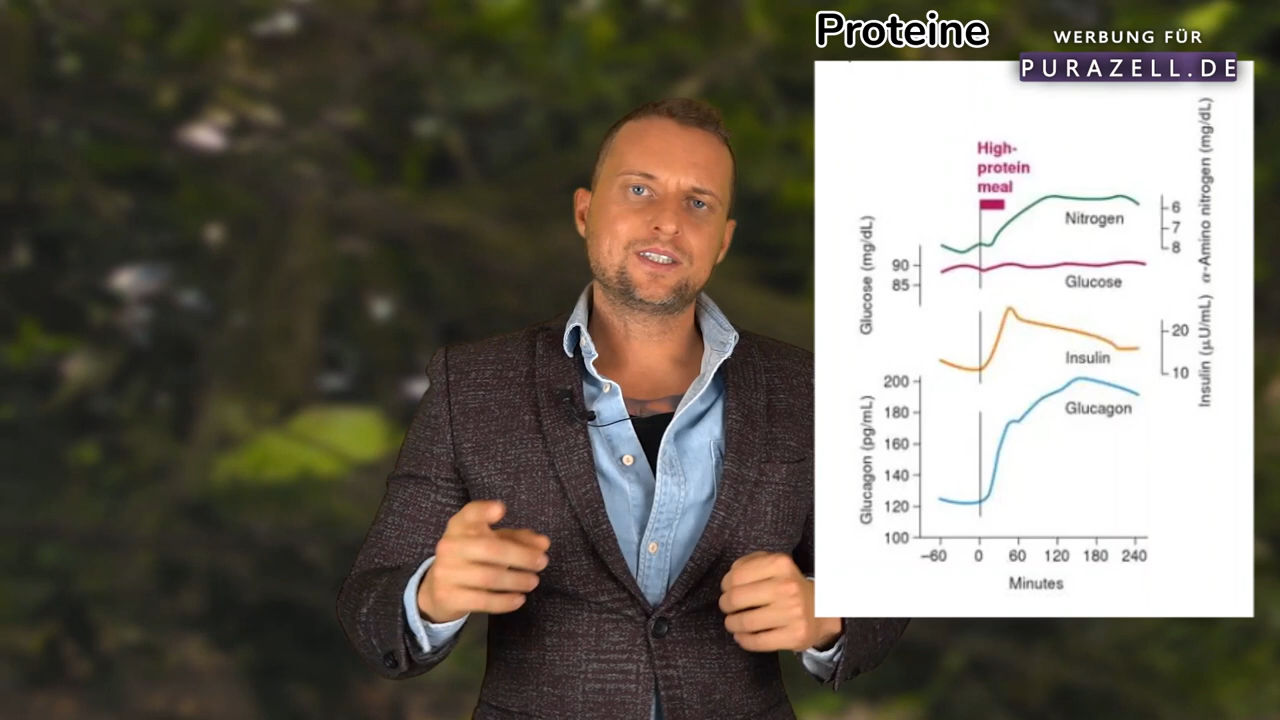 Proteine
WERBUNG FÜR
PURAZELL.DE
High-
protein
meal
Nitrogen
6
7
8
α-Amino nitrogen (mg/dL)
Glucose (mg/dL)
90
85
Glucose
Insulin
20
10
Insulin (µU/mL)
Glucagon (pg/mL)
200
180
160
140
120
100
Glucagon
−60 0 60 120 180 240
Minutes